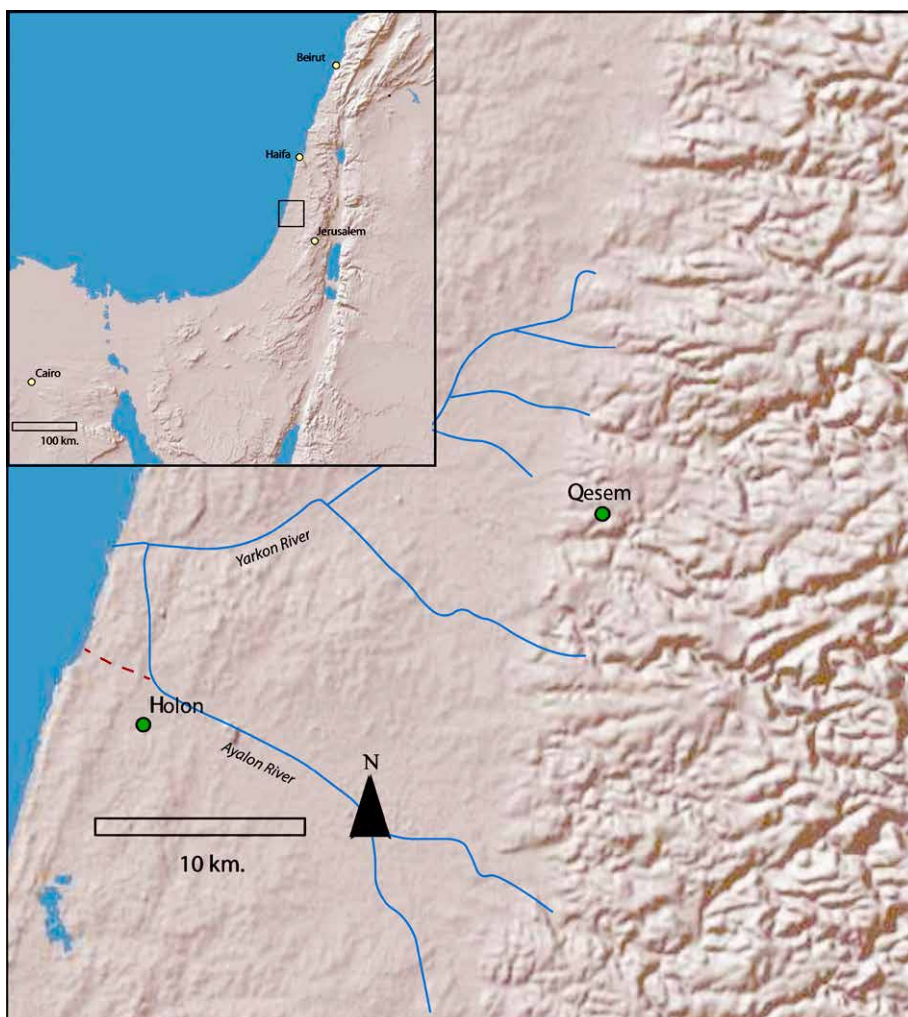 Beirut
Haifa
Jerusalem
Cairo
100 km.
Qesem
Yarkon River
Holon
Ayalon River
N
10 km.